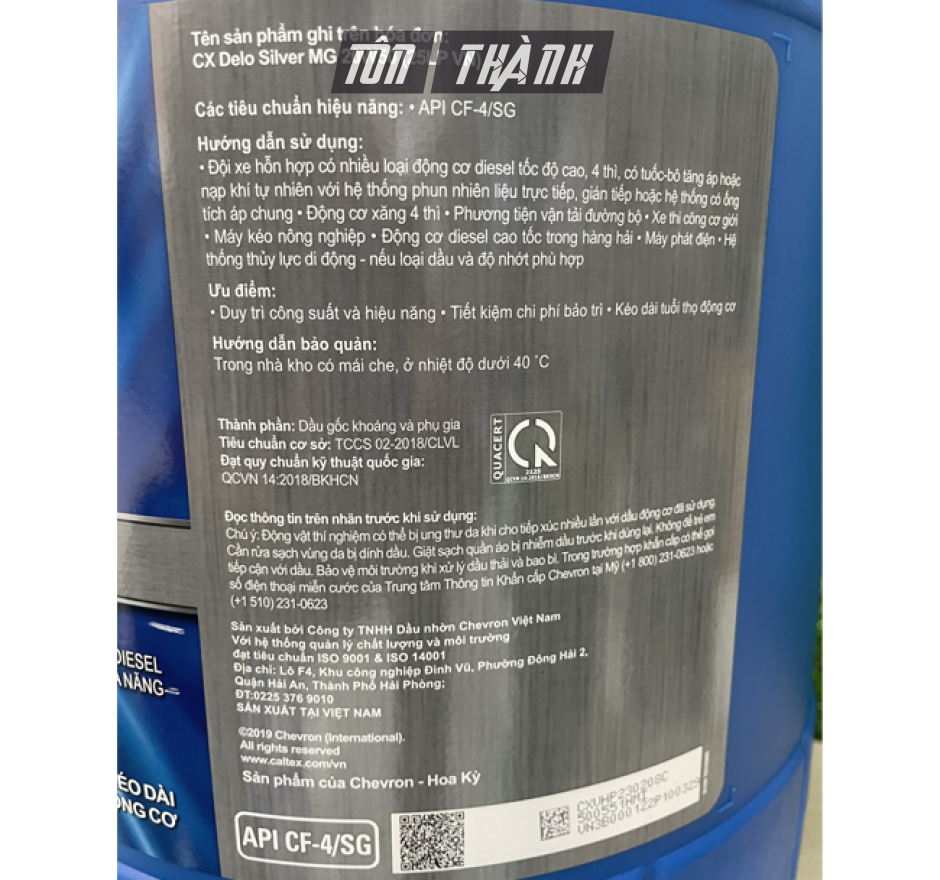 Tên sản phẩm ghi trên hóa đơn:
TÔN THÀNH
CX Delo Silver MG
Các tiêu chuẩn hiệu năng: • API CF-4/SG
Hướng dẫn sử dụng:
• Đội xe hỗn hợp có nhiều loại động cơ diesel tốc độ cao, 4 thì, có tuốc-bô tăng áp hoặc
nạp khí tự nhiên với hệ thống phun nhiên liệu trực tiếp, gián tiếp hoặc hệ thống có ống
tích áp chung • Động cơ xăng 4 thì • Phương tiện vận tải đường bộ • Xe thi công cơ giới
• Máy kéo nông nghiệp • Động cơ diesel cao tốc trong hàng hải • Máy phát điện • Hệ
thống thủy lực di động - nếu loại dầu và độ nhớt phù hợp
Ưu điểm:
• Duy trì công suất và hiệu năng • Tiết kiệm chi phí bảo trì • Kéo dài tuổi thọ động cơ
Hướng dẫn bảo quản:
Trong nhà kho có mái che, ở nhiệt độ dưới 40 °C
Thành phần: Dầu gốc khoáng và phụ gia
Tiêu chuẩn cơ sở: TCCS 02-2018/CLVL
Đạt quy chuẩn kỹ thuật quốc gia:
QCVN 14:2018/BKHCN
QUACERT
2125
QCVN 14:2018/BKHCN
Đọc thông tin trên nhãn trước khi sử dụng:
Chú ý: Động vật thí nghiệm có thể bị ung thư da khi cho tiếp xúc nhiều lần với dầu động cơ đã sử dụng.
Cần rửa sạch vùng da bị dính dầu. Giặt sạch quần áo bị nhiễm dầu trước khi dùng lại. Không để trẻ em
tiếp cận với dầu. Bảo vệ môi trường khi xử lý dầu thải và bao bì. Trong trường hợp khẩn cấp có thể gọi
số điện thoại miễn cước của Trung tâm Thông tin Khẩn cấp Chevron tại Mỹ (+1 800) 231-0623 hoặc
(+1 510) 231-0623
Sản xuất bởi Công ty TNHH Dầu nhờn Chevron Việt Nam
Với hệ thống quản lý chất lượng và môi trường
đạt tiêu chuẩn ISO 9001 & ISO 14001
Địa chỉ: Lô F4, Khu công nghiệp Đình Vũ, Phường Đông Hải 2,
Quận Hải An, Thành Phố Hải Phòng;
ĐT:0225 376 9010
SẢN XUẤT TẠI VIỆT NAM
©2019 Chevron (International).
All rights reserved
www.caltex.com/vn
Sản phẩm của Chevron - Hoa Kỳ
API CF-4/SG
CXUHP230208C
500551HMI
UN3B000122P100325
DIESEL
NĂNG
ÉO DÀI
NG CƠ